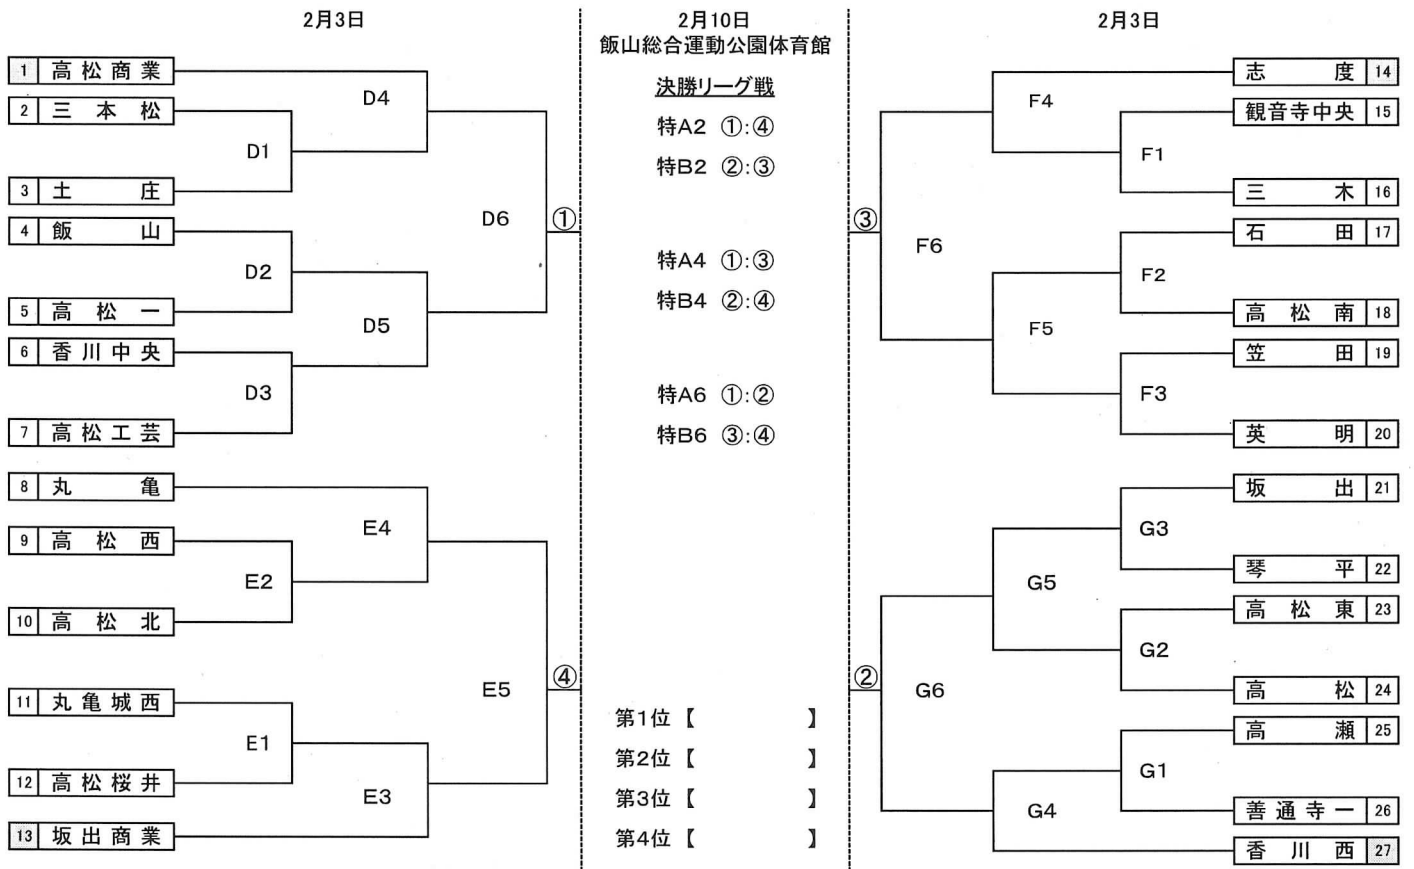 2月3日
1 高松商業
2 三本松
3 土庄
4 飯山
5 高松一
6 香川中央
7 高松工芸
8 丸亀
9 高松西
10 高松北
11 丸亀城西
12 高松桜井
13 坂出商業
D1
D2
D3
D4
D5
D6
E2
E1
E4
E3
E5
①
④
2月10日
飯山総合運動公園体育館
決勝リーグ戦
特A2 ①:④
特B2 ②:③
特A4 ①:③
特B4 ②:④
特A6 ①:②
特B6 ③:④
第1位【 】
第2位【 】
第3位【 】
第4位【 】
2月3日
③
②
F6
G6
F4
F5
G5
G4
F1
F2
F3
G3
G2
G1
志度 14
観音寺中央 15
三木 16
石田 17
高松南 18
笠田 19
英明 20
坂出 21
琴平 22
高松東 23
高松 24
高瀬 25
善通寺一 26
香川西 27